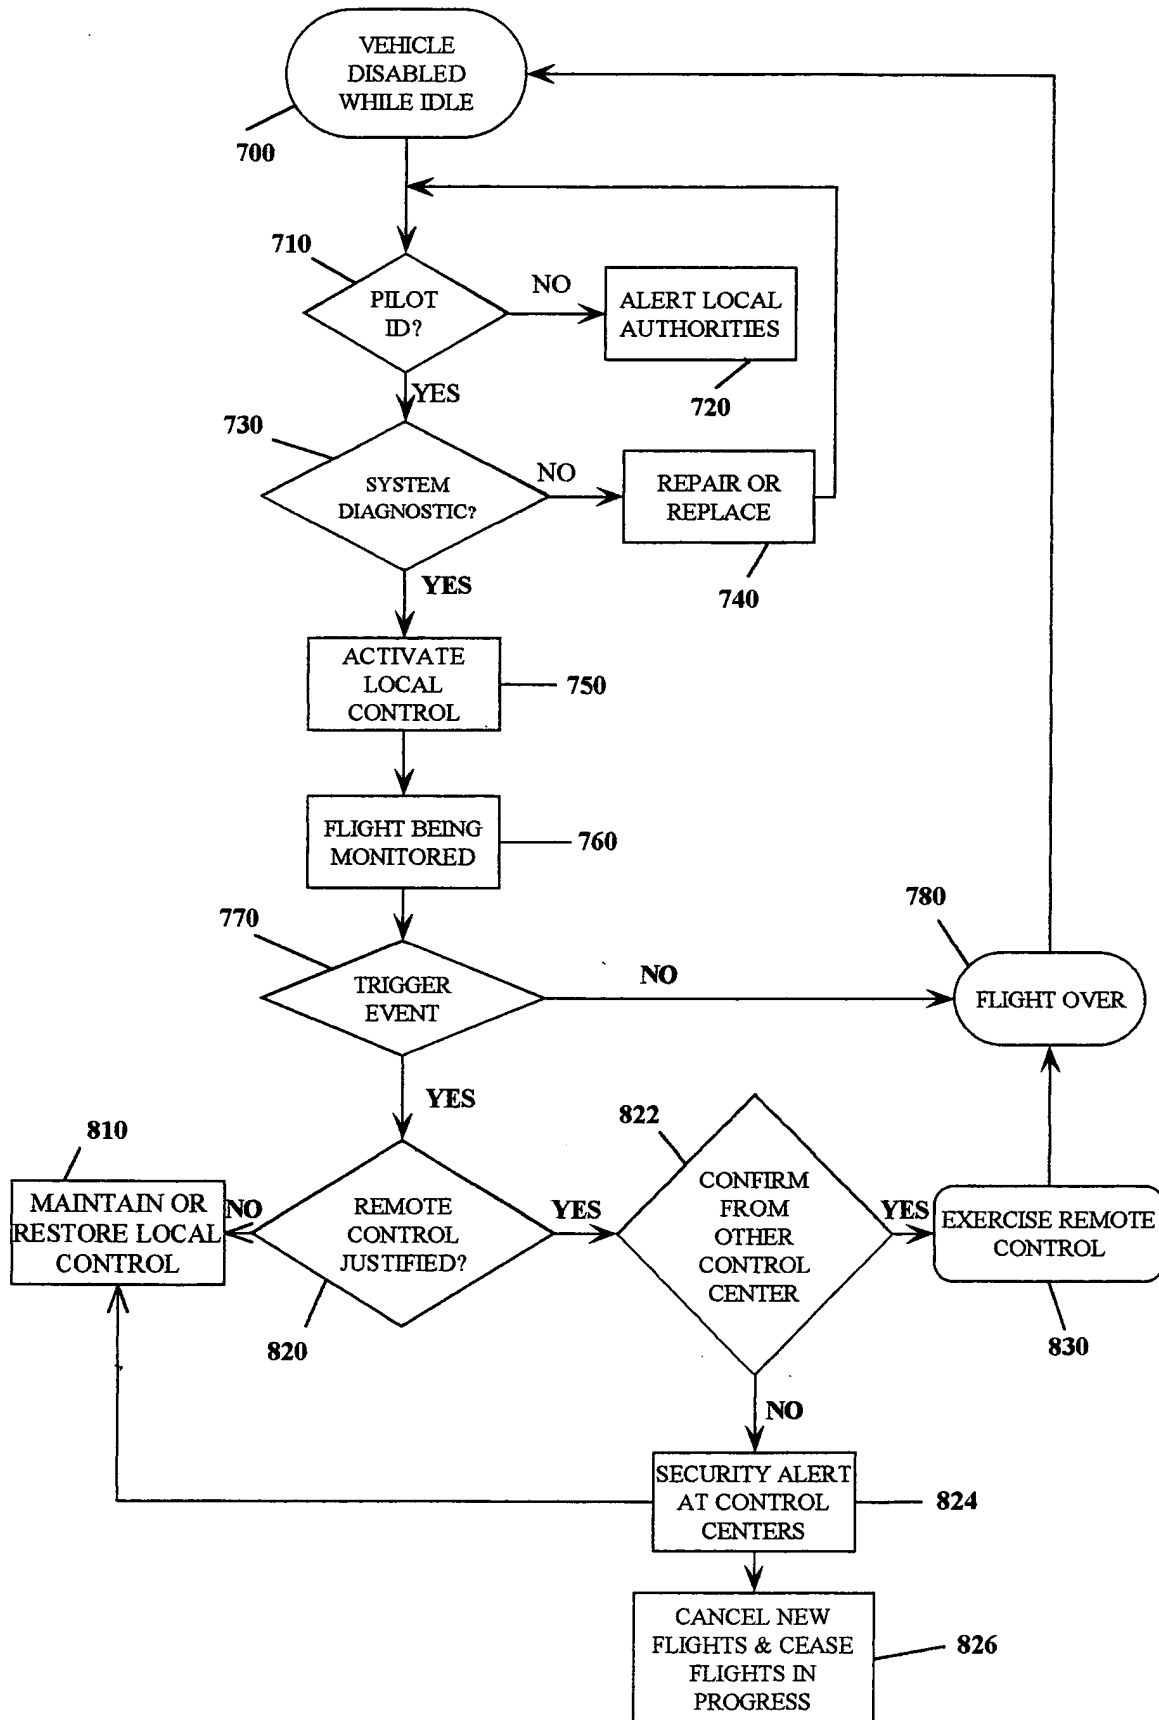 VEHICLE
DISABLED
WHILE IDLE
700
710
PILOT
ID?
NO
ALERT LOCAL
AUTHORITIES
720
YES
730
SYSTEM
DIAGNOSTIC?
NO
REPAIR OR
REPLACE
740
YES
ACTIVATE
LOCAL
CONTROL
750
FLIGHT BEING
MONITORED
760
770
TRIGGER
EVENT
NO
780
FLIGHT OVER
YES
810
MAINTAIN OR
RESTORE LOCAL
CONTROL
NO
REMOTE
CONTROL
JUSTIFIED?
820
YES
822
CONFIRM
FROM
OTHER
CONTROL
CENTER
YES
EXERCISE REMOTE
CONTROL
830
NO
SECURITY ALERT
AT CONTROL
CENTERS
824
CANCEL NEW
FLIGHTS & CEASE
FLIGHTS IN
PROGRESS
826